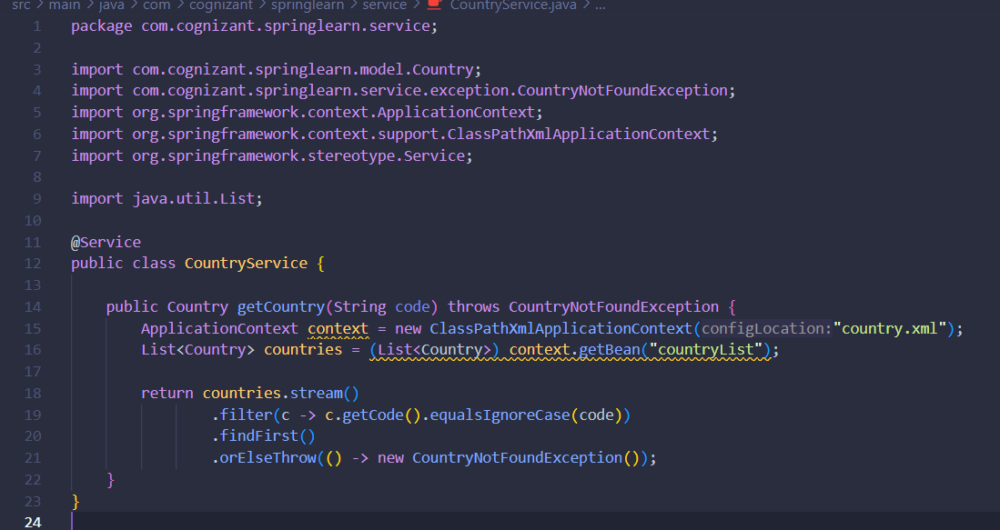 src > main > java > com > cognizant > springlearn > service > CountryService.java > ...
1 package com.cognizant.springlearn.service;
2
3 import com.cognizant.springlearn.model.Country;
4 import com.cognizant.springlearn.service.exception.CountryNotFoundException;
5 import org.springframework.context.ApplicationContext;
6 import org.springframework.context.support.ClassPathXmlApplicationContext;
7 import org.springframework.stereotype.Service;
8
9 import java.util.List;
10
11 @Service
12 public class CountryService {
13
14     public Country getCountry(String code) throws CountryNotFoundException {
15         ApplicationContext context = new ClassPathXmlApplicationContext(configLocation:"country.xml");
16         List<Country> countries = (List<Country>) context.getBean("countryList");
17
18         return countries.stream()
19                 .filter(c -> c.getCode().equalsIgnoreCase(code))
20                 .findFirst()
21                 .orElseThrow(() -> new CountryNotFoundException());
22     }
23 }
24